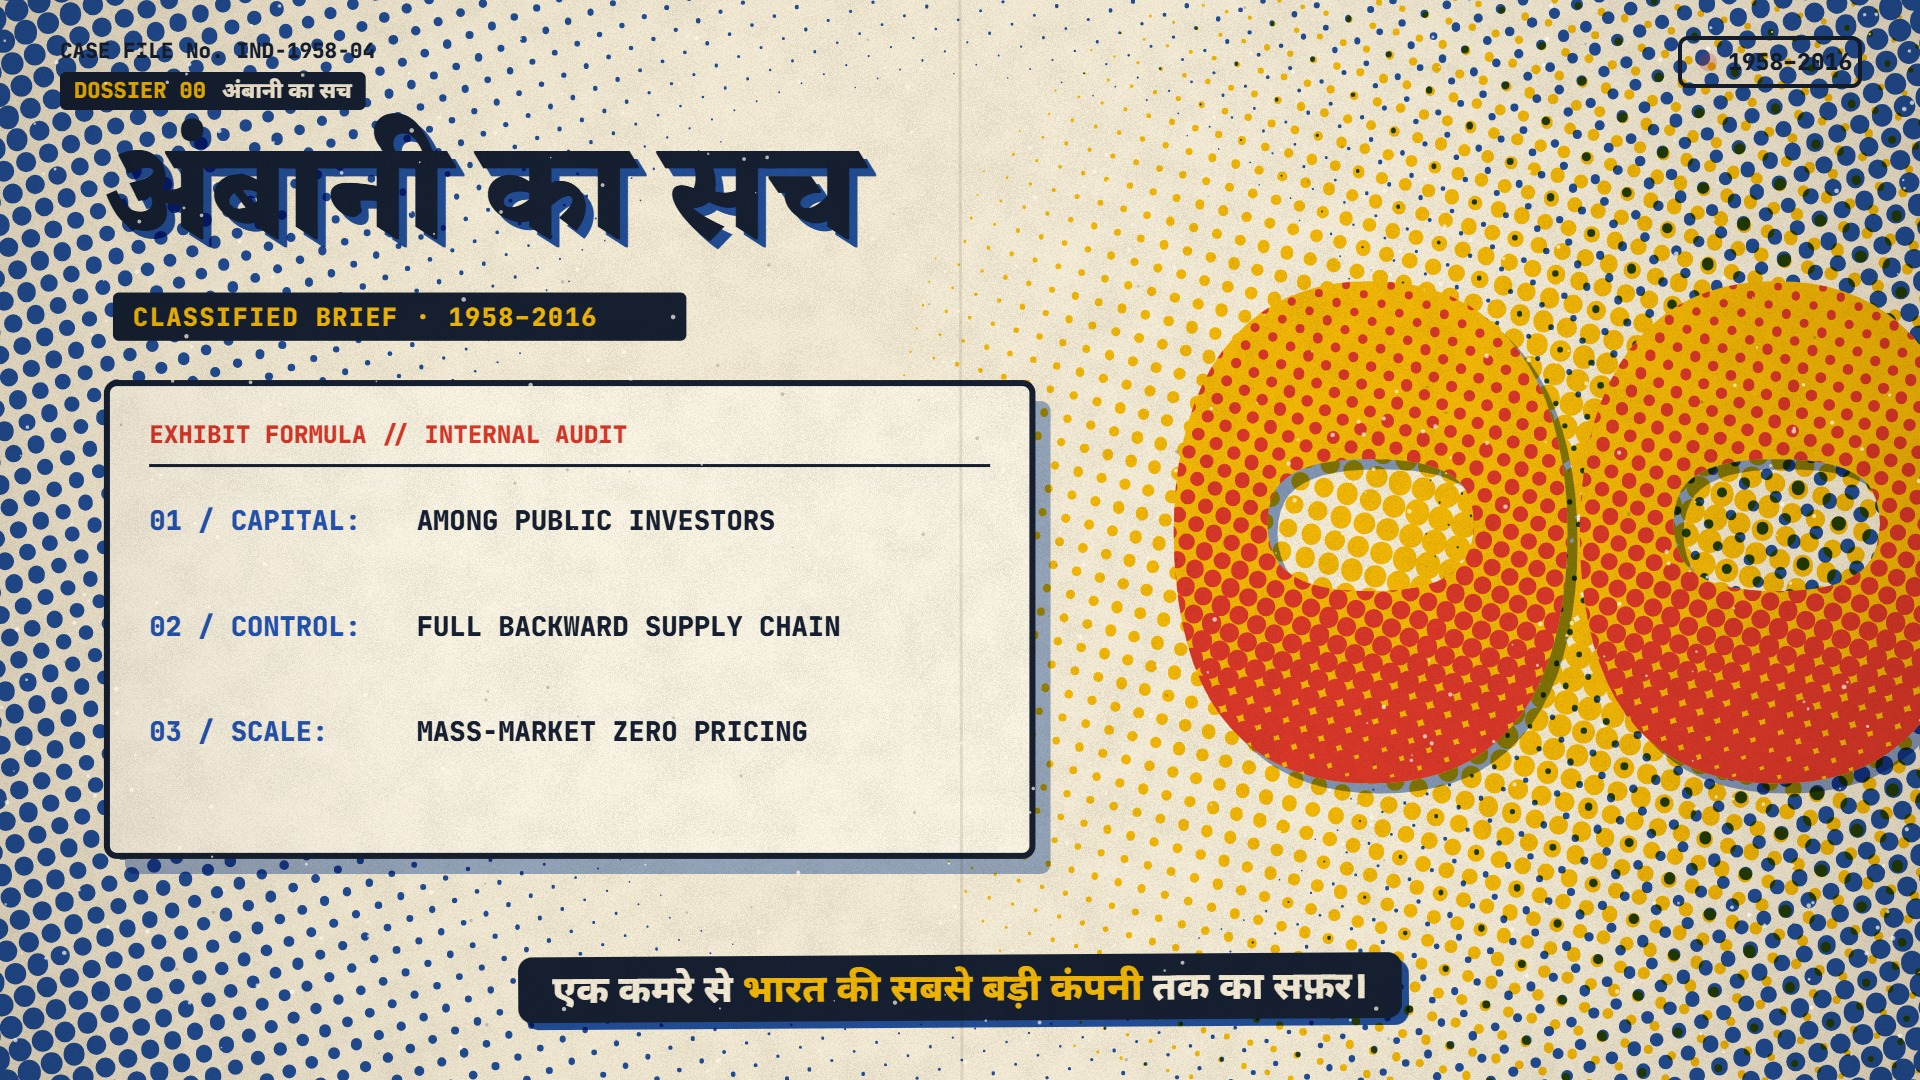 CASE FILE No. IND-1958-04
1958–2016
DOSSIER 00 अंबानी का सच
अंबानी का सच
CLASSIFIED BRIEF · 1958–2016
EXHIBIT FORMULA // INTERNAL AUDIT
01 / CAPITAL: AMONG PUBLIC INVESTORS
02 / CONTROL: FULL BACKWARD SUPPLY CHAIN
03 / SCALE: MASS-MARKET ZERO PRICING
एक कमरे से भारत की सबसे बड़ी कंपनी तक का सफ़र।